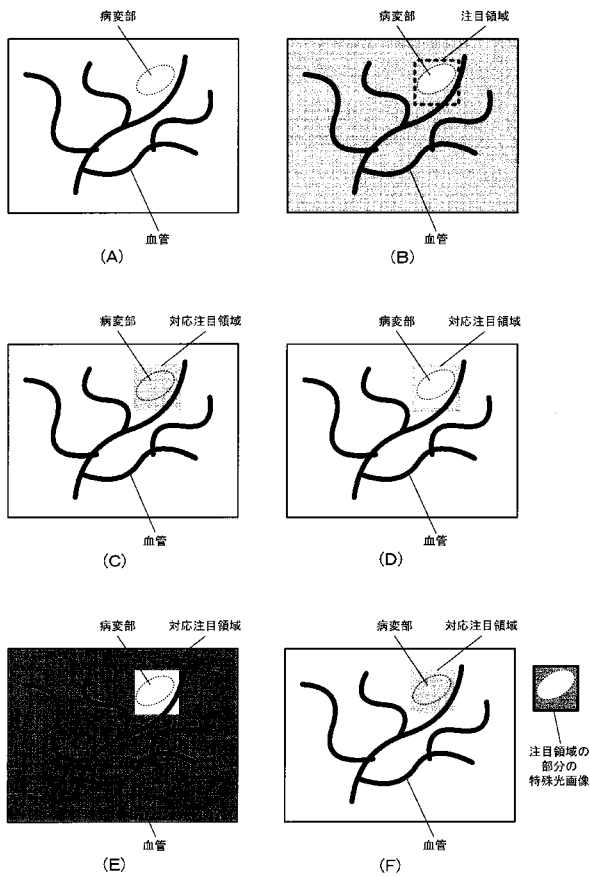 病変部
血管
(A)
病変部
注目領域
血管
(B)
病変部
対応注目領域
血管
(C)
病変部
対応注目領域
血管
(D)
病変部
対応注目領域
血管
(E)
病変部
対応注目領域
血管
(F)
注目領域の
部分の
特殊光画像